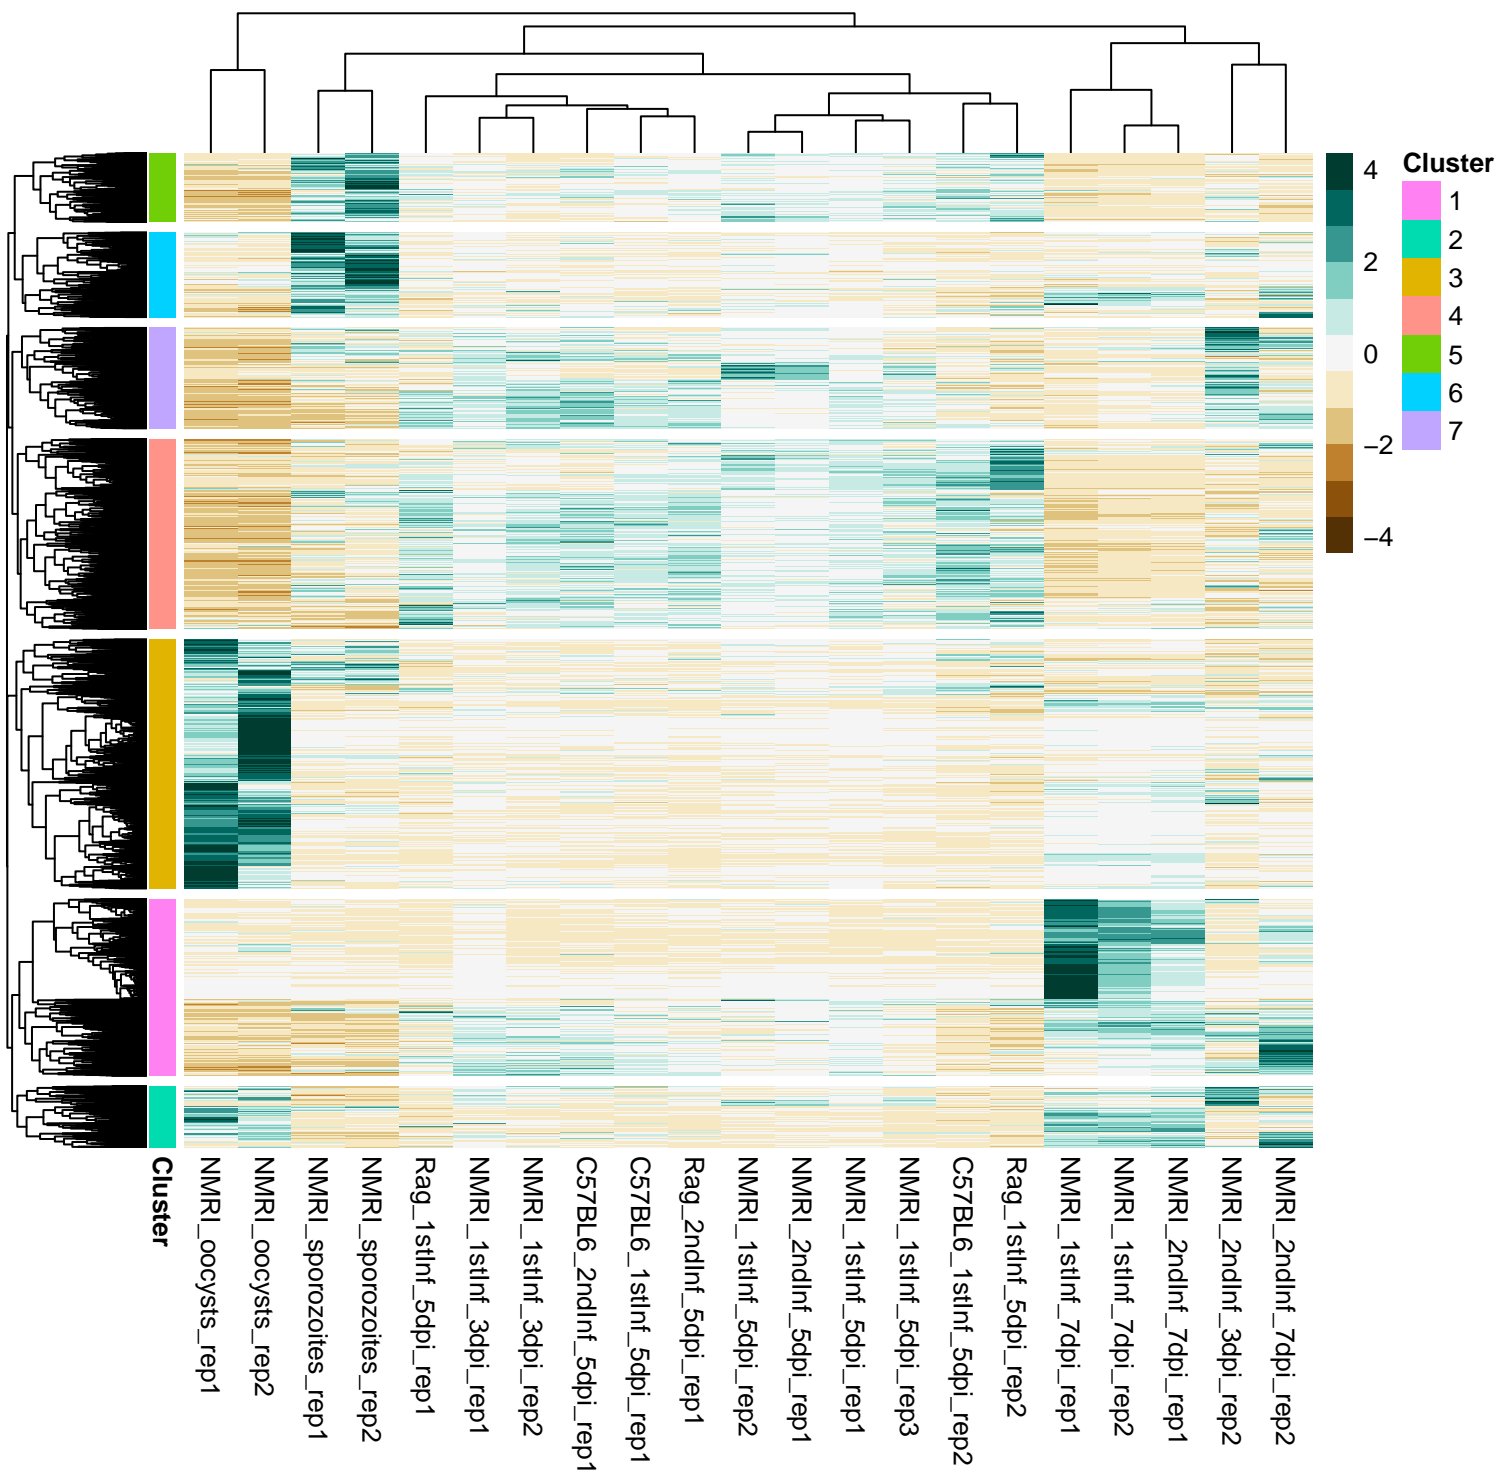 4
2
0
−2
−4
Cluster
1
2
3
4
5
6
7
Cluster
NMRI_oocysts_rep1
NMRI_oocysts_rep2
NMRI_sporozoites_rep1
NMRI_sporozoites_rep2
Rag_1stInf_5dpi_rep1
NMRI_1stInf_3dpi_rep1
NMRI_1stInf_3dpi_rep2
C57BL6_2ndInf_5dpi_rep1
C57BL6_1stInf_5dpi_rep1
Rag_2ndInf_5dpi_rep1
NMRI_1stInf_5dpi_rep2
NMRI_2ndInf_5dpi_rep1
NMRI_1stInf_5dpi_rep1
NMRI_1stInf_5dpi_rep3
C57BL6_1stInf_5dpi_rep2
Rag_1stInf_5dpi_rep2
NMRI_1stInf_7dpi_rep1
NMRI_1stInf_7dpi_rep2
NMRI_2ndInf_7dpi_rep1
NMRI_2ndInf_3dpi_rep2
NMRI_2ndInf_7dpi_rep2